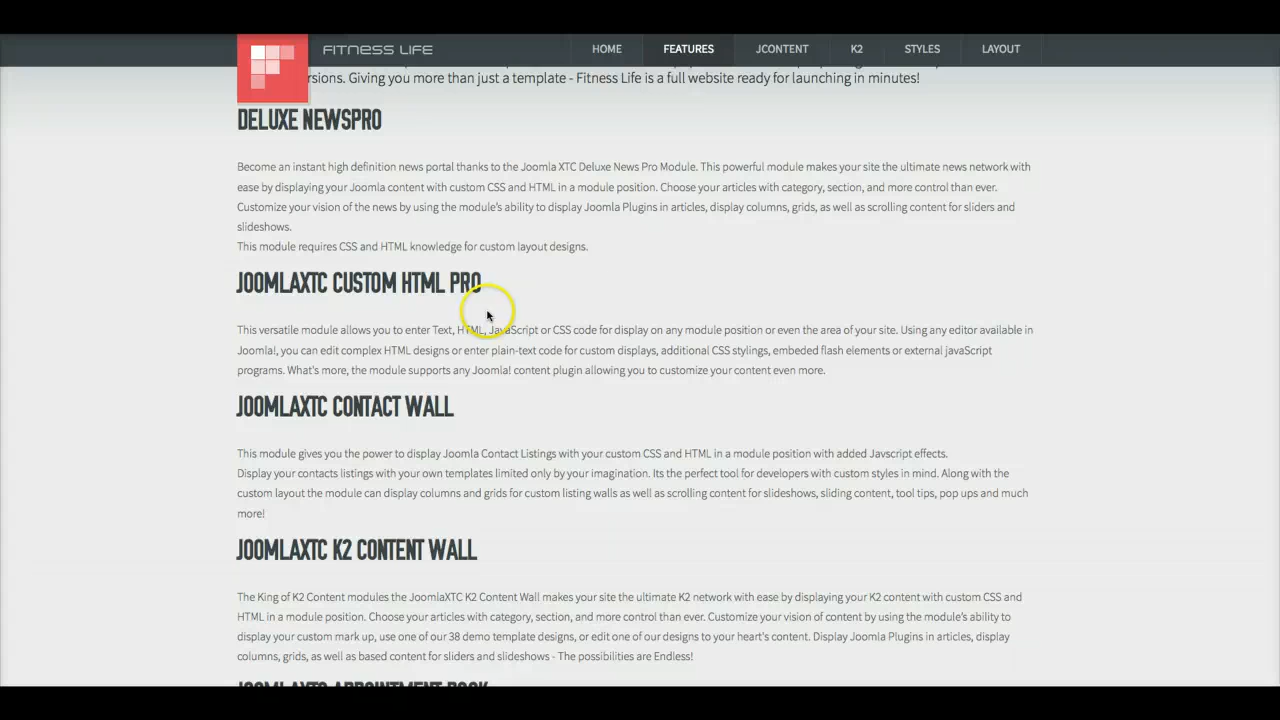 FITNESS LIFE
HOME
FEATURES
JCONTENT
K2
STYLES
LAYOUT
rsions. Giving you more than just a template - Fitness Life is a full website ready for launching in minutes!
DELUXE NEWSPRO
Become an instant high definition news portal thanks to the Joomla XTC Deluxe News Pro Module. This powerful module makes your site the ultimate news network with
ease by displaying your Joomla content with custom CSS and HTML in a module position. Choose your articles with category, section, and more control than ever.
Customize your vision of the news by using the module's ability to display Joomla Plugins in articles, display columns, grids, as well as scrolling content for sliders and
slideshows.
This module requires CSS and HTML knowledge for custom layout designs.
JOOMLAXTC CUSTOM HTML PRO
This versatile module allows you to enter Text, HTML, JavaScript or CSS code for display on any module position or even the area of your site. Using any editor available in
Joomla!, you can edit complex HTML designs or enter plain-text code for custom displays, additional CSS stylings, embeded flash elements or external javaScript
programs. What's more, the module supports any Joomla! content plugin allowing you to customize your content even more.
JOOMLAXTC CONTACT WALL
This module gives you the power to display Joomla Contact Listings with your custom CSS and HTML in a module position with added Javscript effects.
Display your contacts listings with your own templates limited only by your imagination. Its the perfect tool for developers with custom styles in mind. Along with the
custom layout the module can display columns and grids for custom listing walls as well as scrolling content for slideshows, sliding content, tool tips, pop ups and much
more!
JOOMLAXTC K2 CONTENT WALL
The King of K2 Content modules the JoomlaXTC K2 Content Wall makes your site the ultimate K2 network with ease by displaying your K2 content with custom CSS and
HTML in a module position. Choose your articles with category, section, and more control than ever. Customize your vision of content by using the module's ability to
display your custom mark up, use one of our 38 demo template designs, or edit one of our designs to your heart's content. Display Joomla Plugins in articles, display
columns, grids, as well as based content for sliders and slideshows - The possibilities are Endless!
JOOMLAXTC APPOINTMENT BOOK